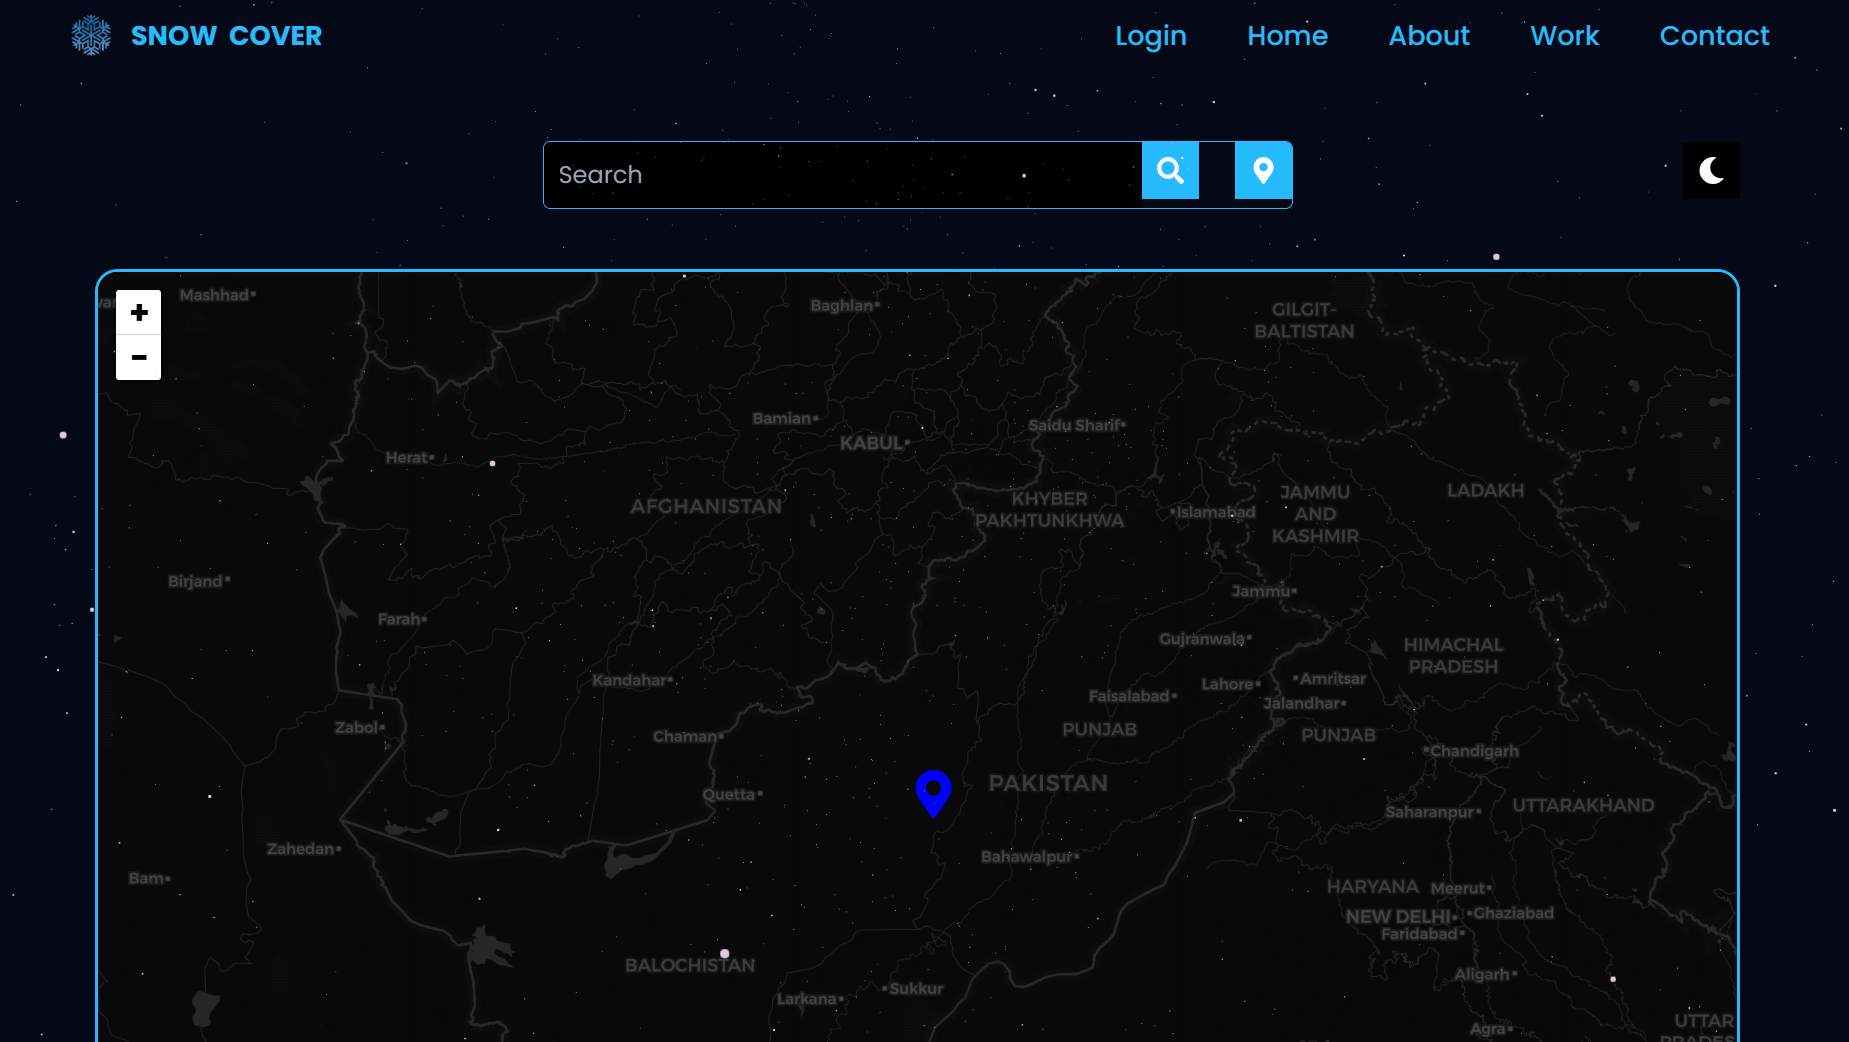 SNOW COVER
Login Home About Work Contact
Search
+
-
Mashhad
Baghlan
GILGIT-
BALTISTAN
Bamian
KABUL
Saidu Sharif
Herat
AFGHANISTAN
KHYBER
PAKHTUNKHWA
Islamabad
JAMMU
AND
KASHMIR
LADAKH
Birjand
Jammu
Farah
Gujranwala
HIMACHAL
PRADESH
Kandahar
Lahore
Amritsar
Faisalabad
Jalandhar
Zabol
Chaman
PUNJAB
PUNJAB
Chandigarh
PAKISTAN
Quetta
Saharanpur
UTTARAKHAND
Zahedan
Bahawalpur
Bam
HARYANA
Meerut
NEW DELHI
Ghaziabad
Faridabad
BALOCHISTAN
Aligarh
Larkana
Sukkur
Agra
UTTAR